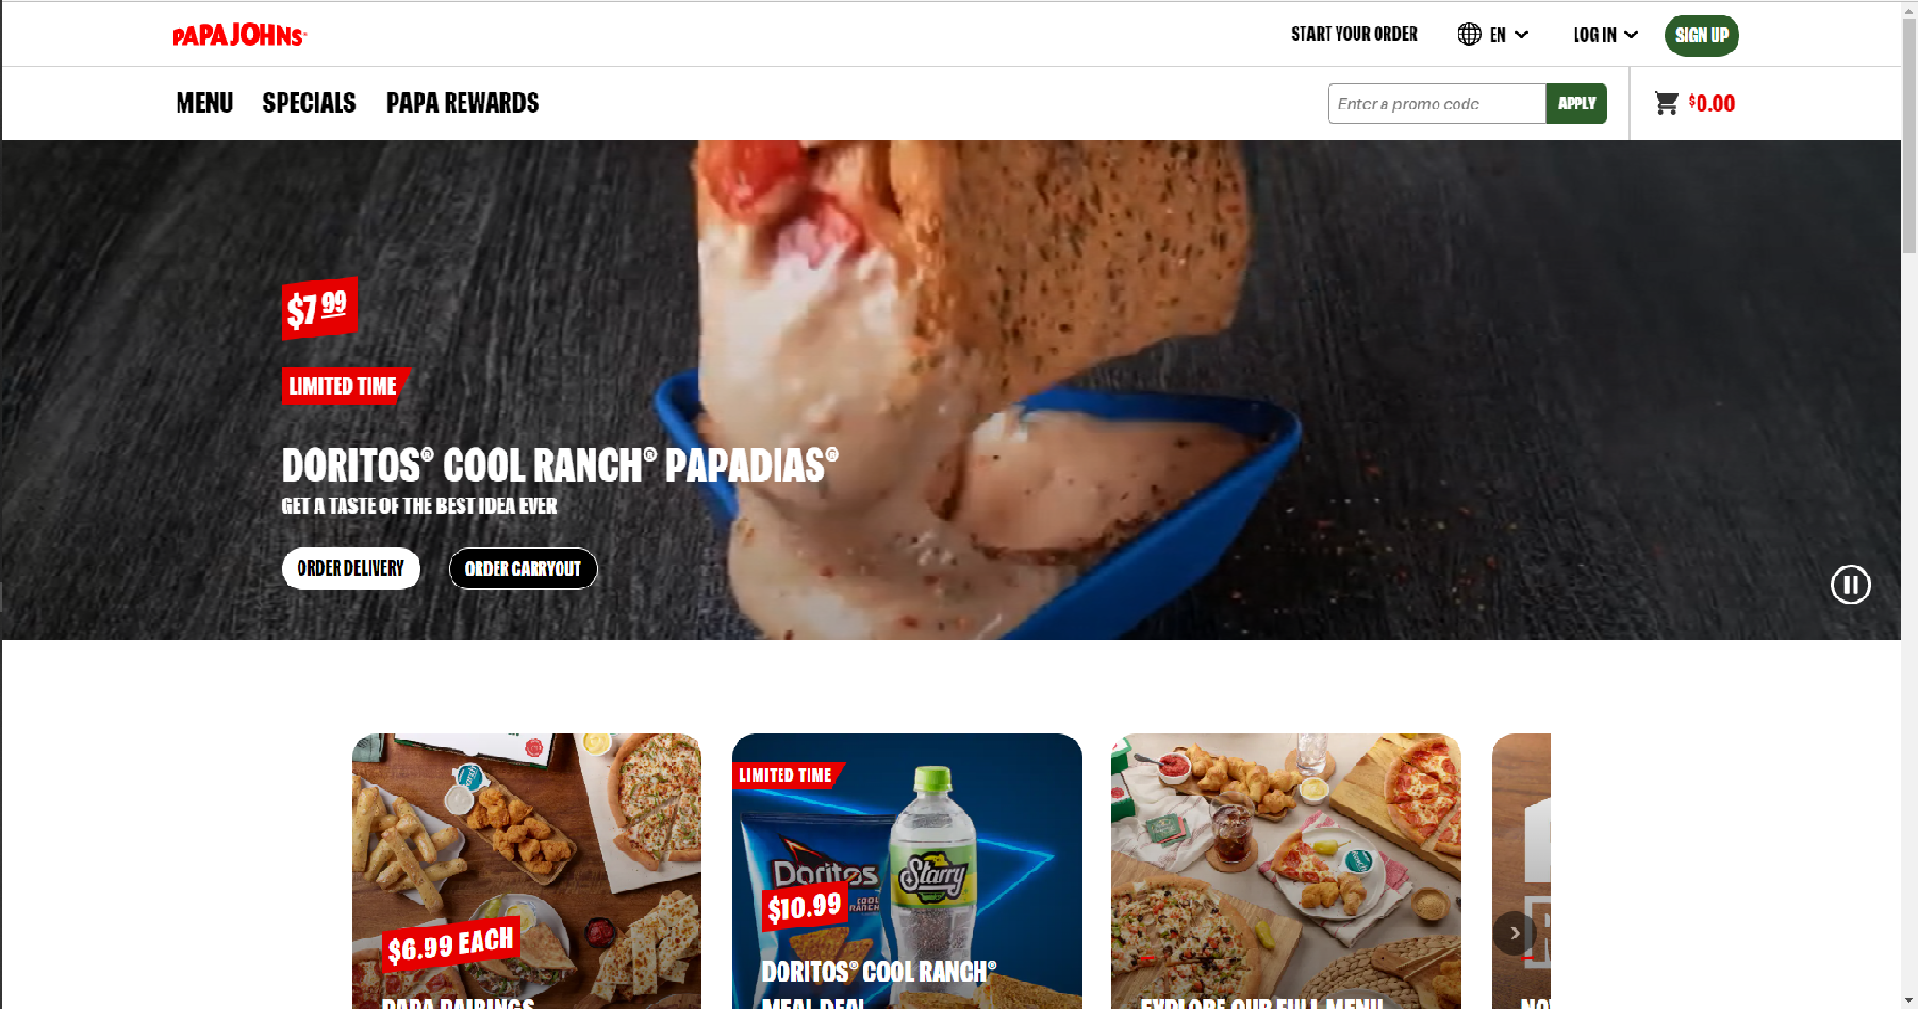 PAPA JOHNS
START YOUR ORDER
EN
LOG IN
SIGN UP
MENU
SPECIALS
PAPA REWARDS
Enter a promo code
APPLY
$0.00
$7 99
LIMITED TIME
DORITOS® COOL RANCH® PAPADIAS®
GET A TASTE OF THE BEST IDEA EVER
ORDER DELIVERY
ORDER CARRYOUT
$6.99 EACH
PAPA PAIRINGS
LIMITED TIME
Doritos
COOL
RANCH
Starry
$10.99
DORITOS® COOL RANCH®
MEAL DEAL
EXPLORE OUR FULL MENU